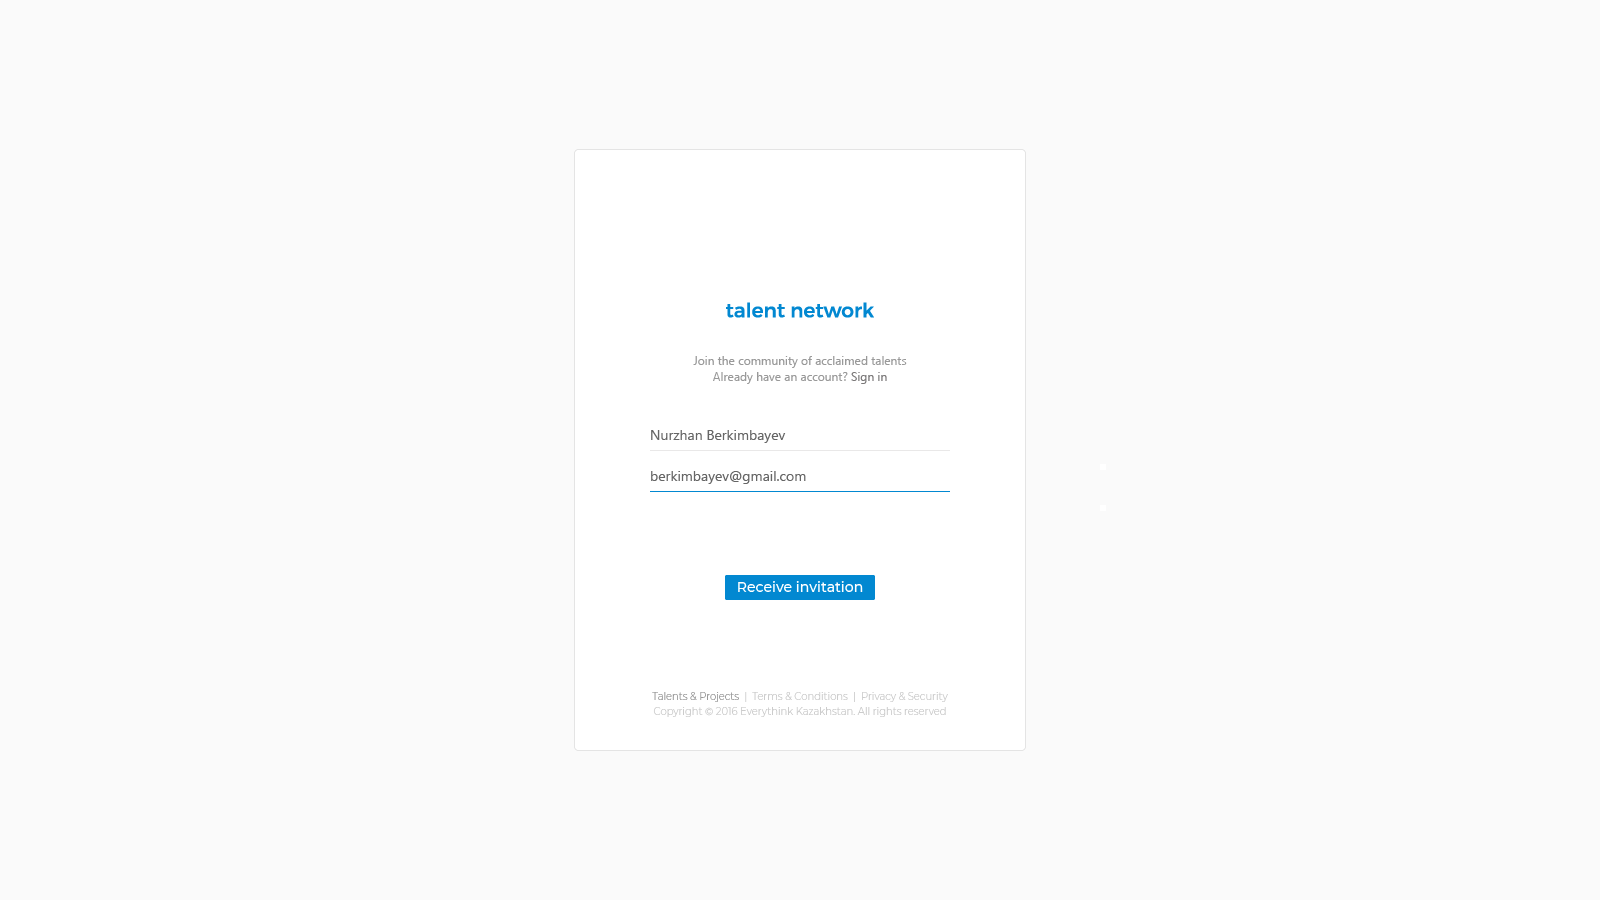 talent network
Join the community of acclaimed talents
Already have an account? Sign in
Nurzhan Berkimbayev
berkimbayev@gmail.com
Receive invitation
Talents & Projects | Terms & Conditions | Privacy & Security
Copyright © 2016 Everythink Kazakhstan. All rights reserved